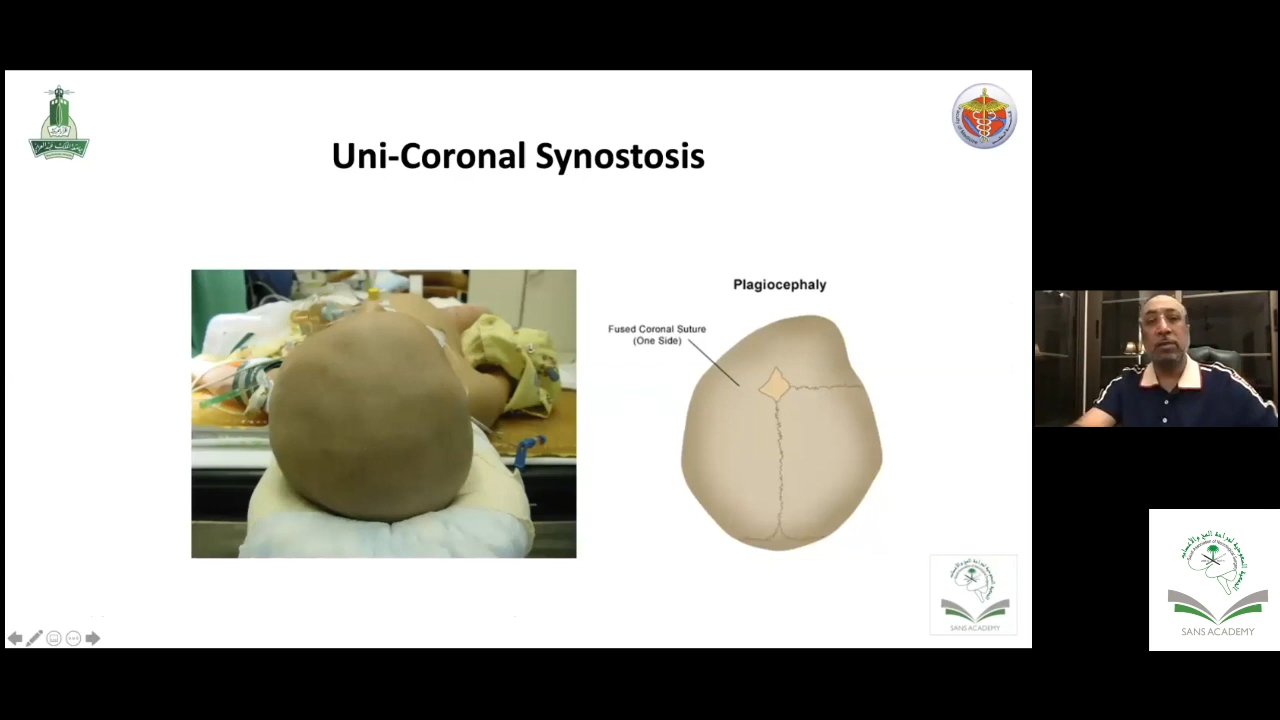 Uni-Coronal Synostosis
Plagiocephaly
Fused Coronal Suture
(One Side)
SANS ACADEMY
SANS ACADEMY